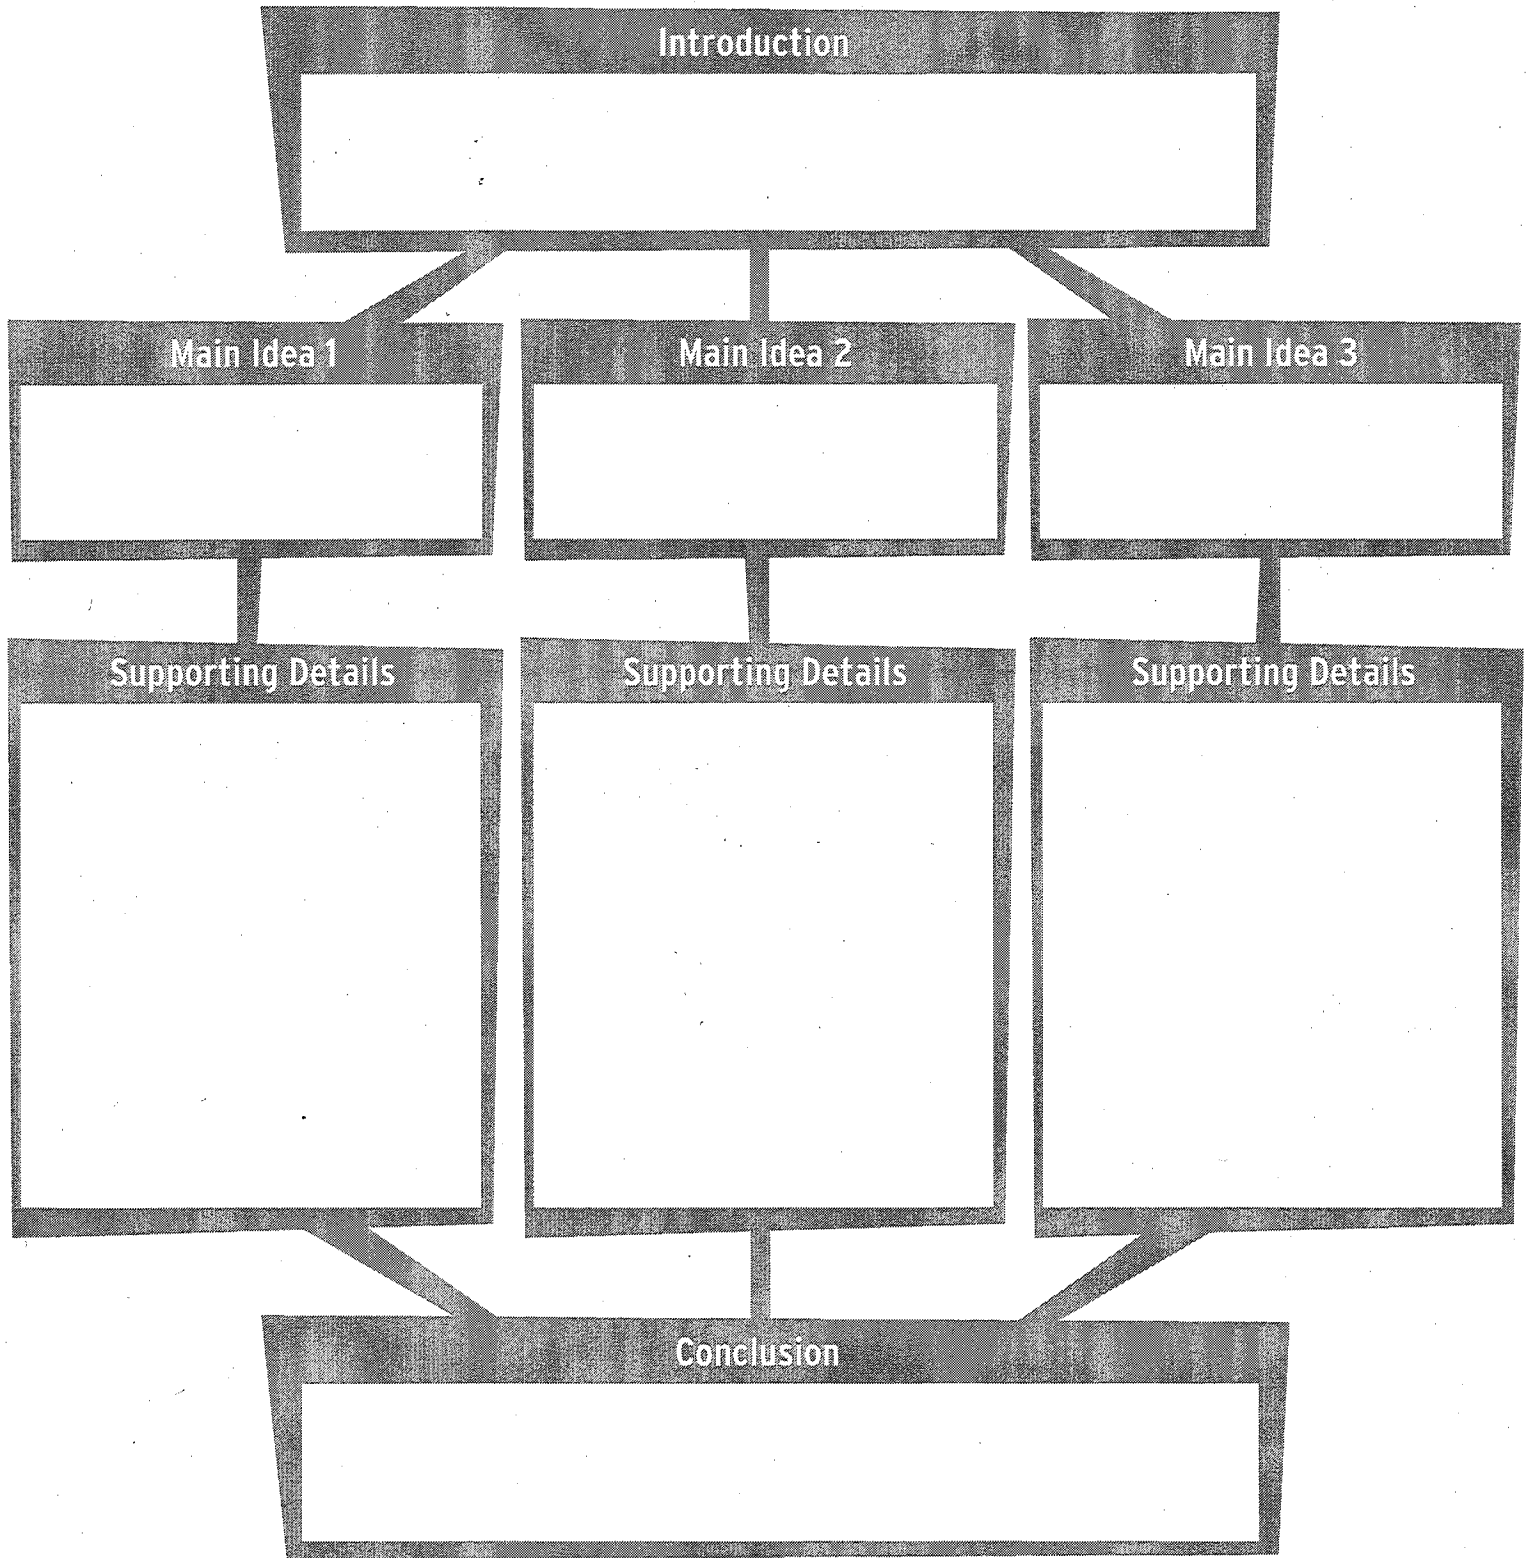 Introduction
Main Idea 1
Main Idea 2
Main Idea 3
Supporting Details
Supporting Details
Supporting Details
Conclusion